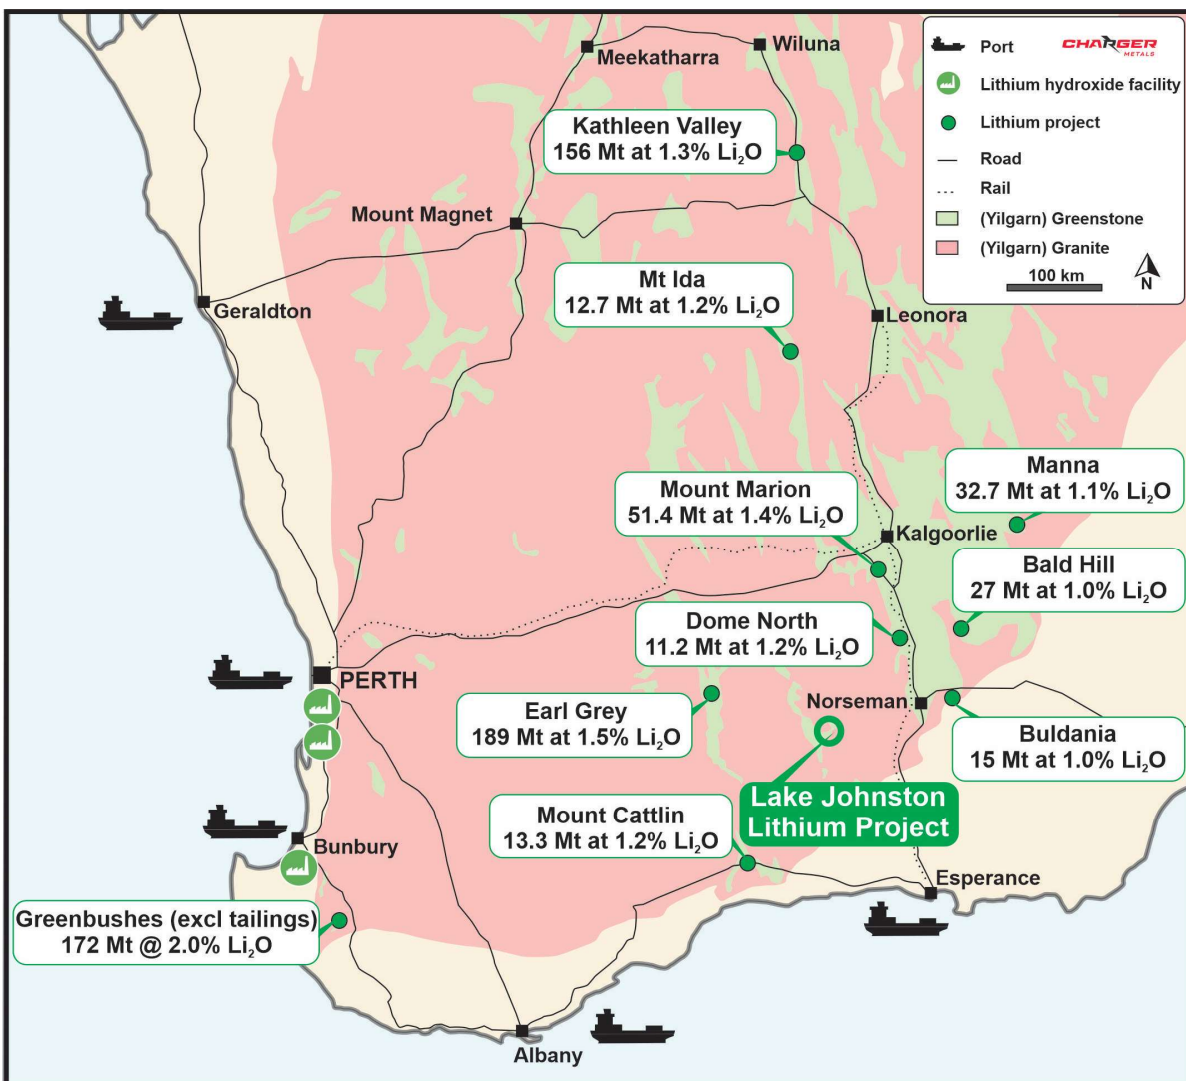 Meekatharra
Wiluna
Port
CHARGER
METALS
Lithium hydroxide facility
Lithium project
Road
Rail
(Yilgarn) Greenstone
(Yilgarn) Granite
100 km
N
Kathleen Valley
156 Mt at 1.3% Li₂O
Mount Magnet
Mt Ida
12.7 Mt at 1.2% Li₂O
Geraldton
Leonora
Manna
32.7 Mt at 1.1% Li₂O
Mount Marion
51.4 Mt at 1.4% Li₂O
Kalgoorlie
Bald Hill
27 Mt at 1.0% Li₂O
Dome North
11.2 Mt at 1.2% Li₂O
PERTH
Earl Grey
189 Mt at 1.5% Li₂O
Norseman
Buldania
15 Mt at 1.0% Li₂O
Lake Johnston
Lithium Project
Mount Cattlin
13.3 Mt at 1.2% Li₂O
Bunbury
Esperance
Greenbushes (excl tailings)
172 Mt @ 2.0% Li₂O
Albany